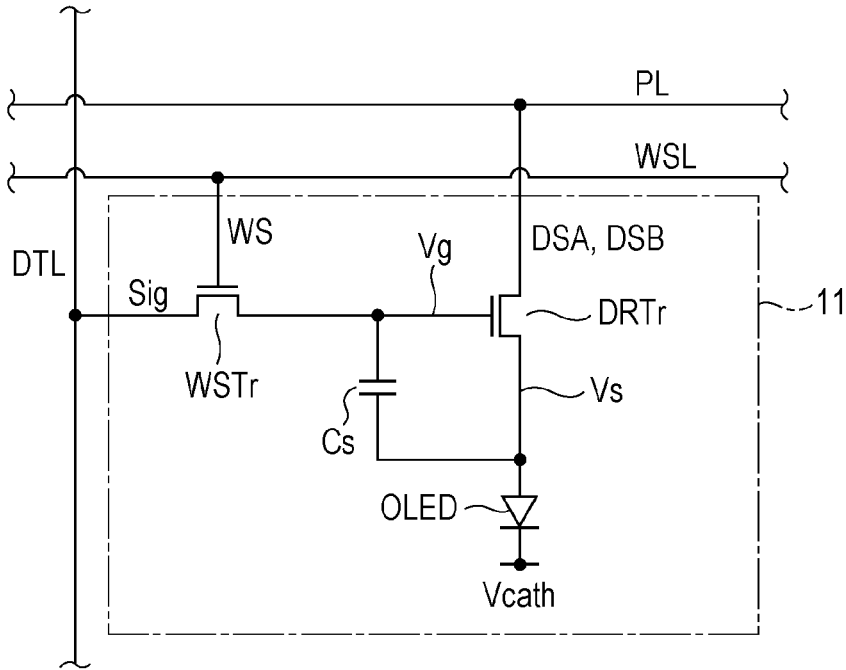 PL
WSL
WS
DSA, DSB
DTL
Vg
Sig
11
DRTr
WSTr
Vs
Cs
OLED
Vcath